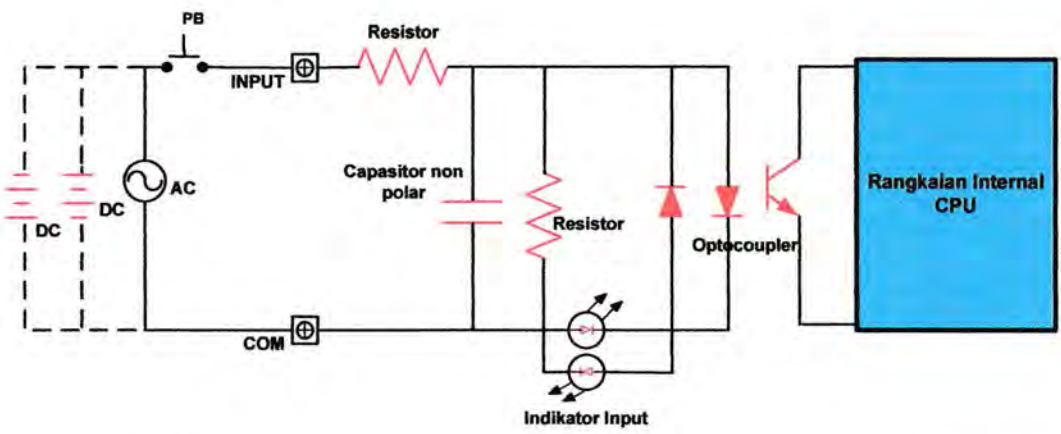 PB
Resistor
INPUT
Capasitor non
polar
AC
DC
DC
Resistor
Optocoupler
Rangkaian Internal
CPU
COM
Indikator Input